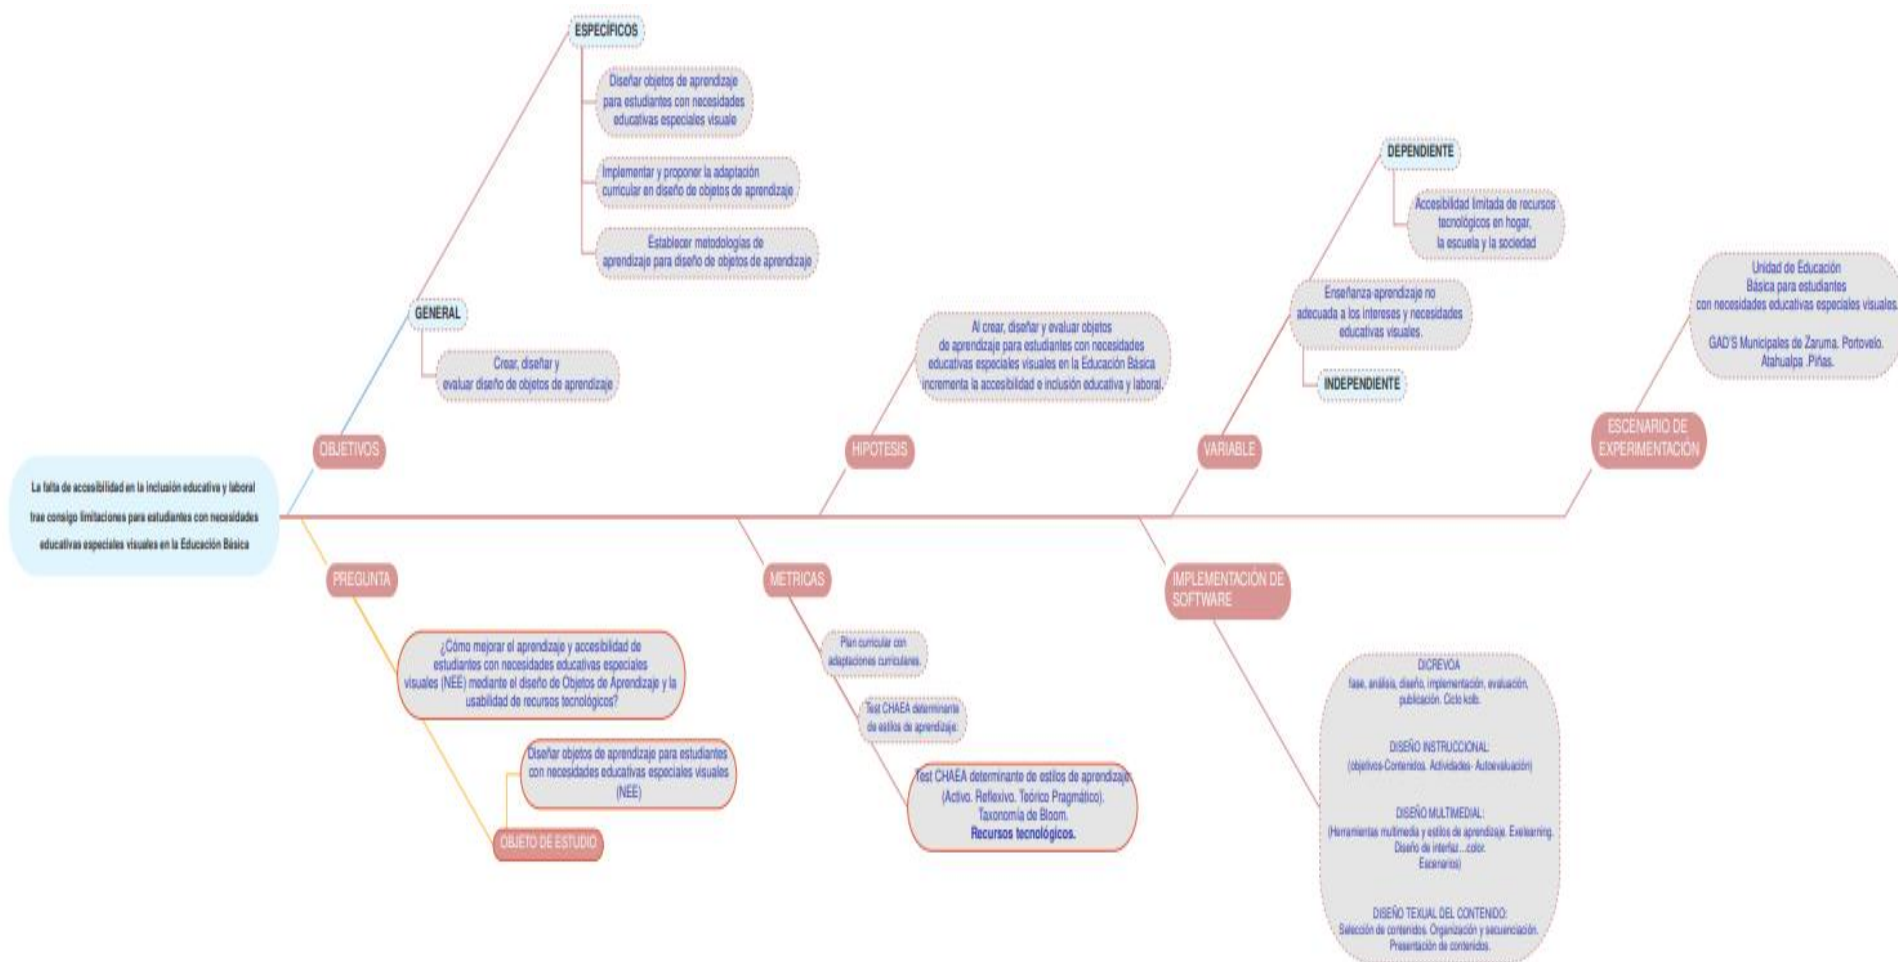 La falta de accesibilidad en la inclusión educativa y laboral
trae consigo limitaciones para estudiantes con necesidades
educativas especiales visuales en la Educación Básica
OBJETIVOS
GENERAL
Crear, diseñar y
evaluar diseño de objetos de aprendizaje
ESPECÍFICOS
Diseñar objetos de aprendizaje
para estudiantes con necesidades
educativas especiales visuale
Implementar y proponer la adaptación
curricular en diseño de objetos de aprendizaje
Establecer metodologías de
aprendizaje para diseño de objetos de aprendizaje
HIPOTESIS
Al crear, diseñar y evaluar objetos
de aprendizaje para estudiantes con necesidades
educativas especiales visuales en la Educación Básica
incrementa la accesibilidad e inclusión educativa y laboral.
VARIABLE
DEPENDIENTE
Accesibilidad limitada de recursos
tecnológicos en hogar,
la escuela y la sociedad
Enseñanza-aprendizaje no
adecuada a los intereses y necesidades
educativas visuales.
INDEPENDIENTE
ESCENARIO DE
EXPERIMENTACIÓN
Unidad de Educación
Básica para estudiantes
con necesidades educativas especiales visuales.
GAD'S Municipales de Zaruma. Portovelo.
Atahualpa .Piñas.
PREGUNTA
¿Cómo mejorar el aprendizaje y accesibilidad de
estudiantes con necesidades educativas especiales
visuales (NEE) mediante el diseño de Objetos de Aprendizaje y la
usabilidad de recursos tecnológicos?
Diseñar objetos de aprendizaje para estudiantes
con necesidades educativas especiales visuales
(NEE)
OBJETO DE ESTUDIO
METRICAS
Plan curricular con
adaptaciones curriculares.
Test CHAEA determinante
de estilos de aprendizaje:
Test CHAEA determinante de estilos de aprendizaje:
(Activo. Reflexivo. Teórico Pragmático).
Taxonomía de Bloom.
Recursos tecnológicos.
IMPLEMENTACIÓN DE
SOFTWARE
DICREVOA
fase, análisis, diseño, implementación, evaluación,
publicación. Ciclo kolb.
DISEÑO INSTRUCCIONAL:
(objetivos-Contenidos. Actividades- Autoevaluación)
DISEÑO MULTIMEDIAL:
(Herramientas multimedia y estilos de aprendizaje. Exelearning.
Diseño de interfaz...color.
Escenarios)
DISEÑO TEXUAL DEL CONTENIDO:
Selección de contenidos. Organización y secuenciación.
Presentación de contenidos.